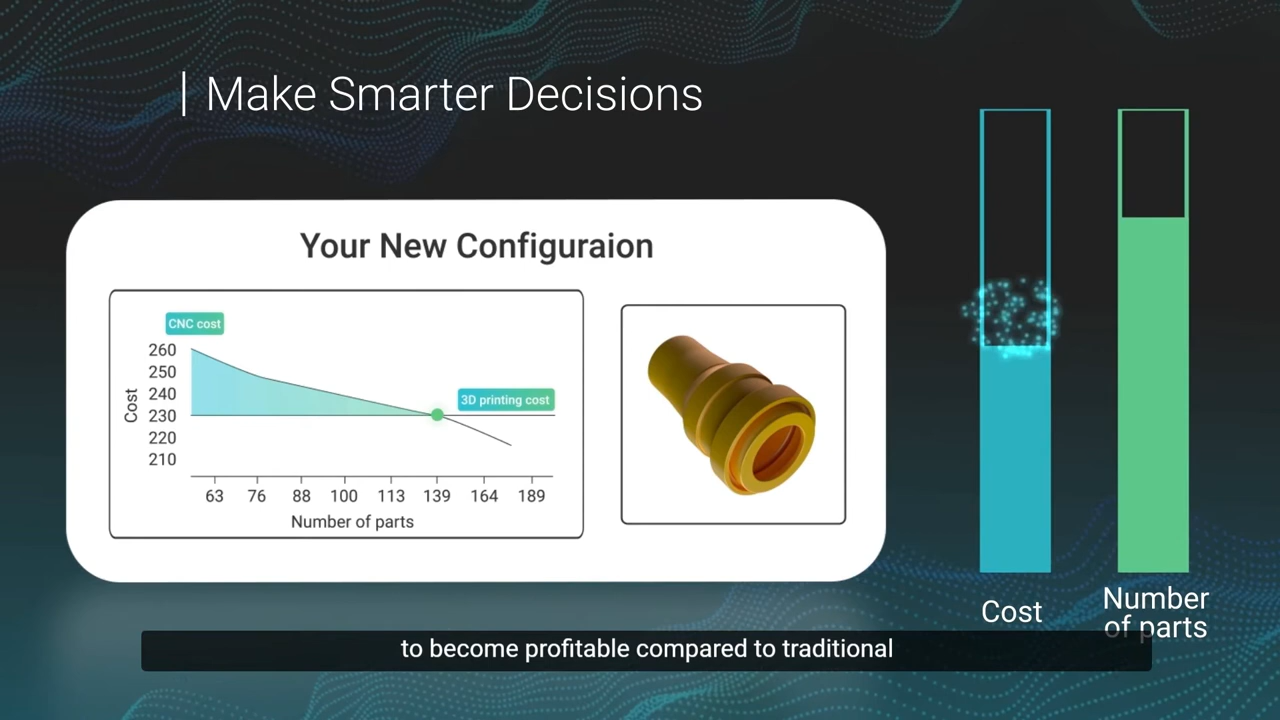 Make Smarter Decisions
Your New Configuraion
CNC cost
260
250
240
230
220
210
Cost
3D printing cost
63 76 88 100 113 139 164 189
Number of parts
Cost
Number
of parts
to become profitable compared to traditional